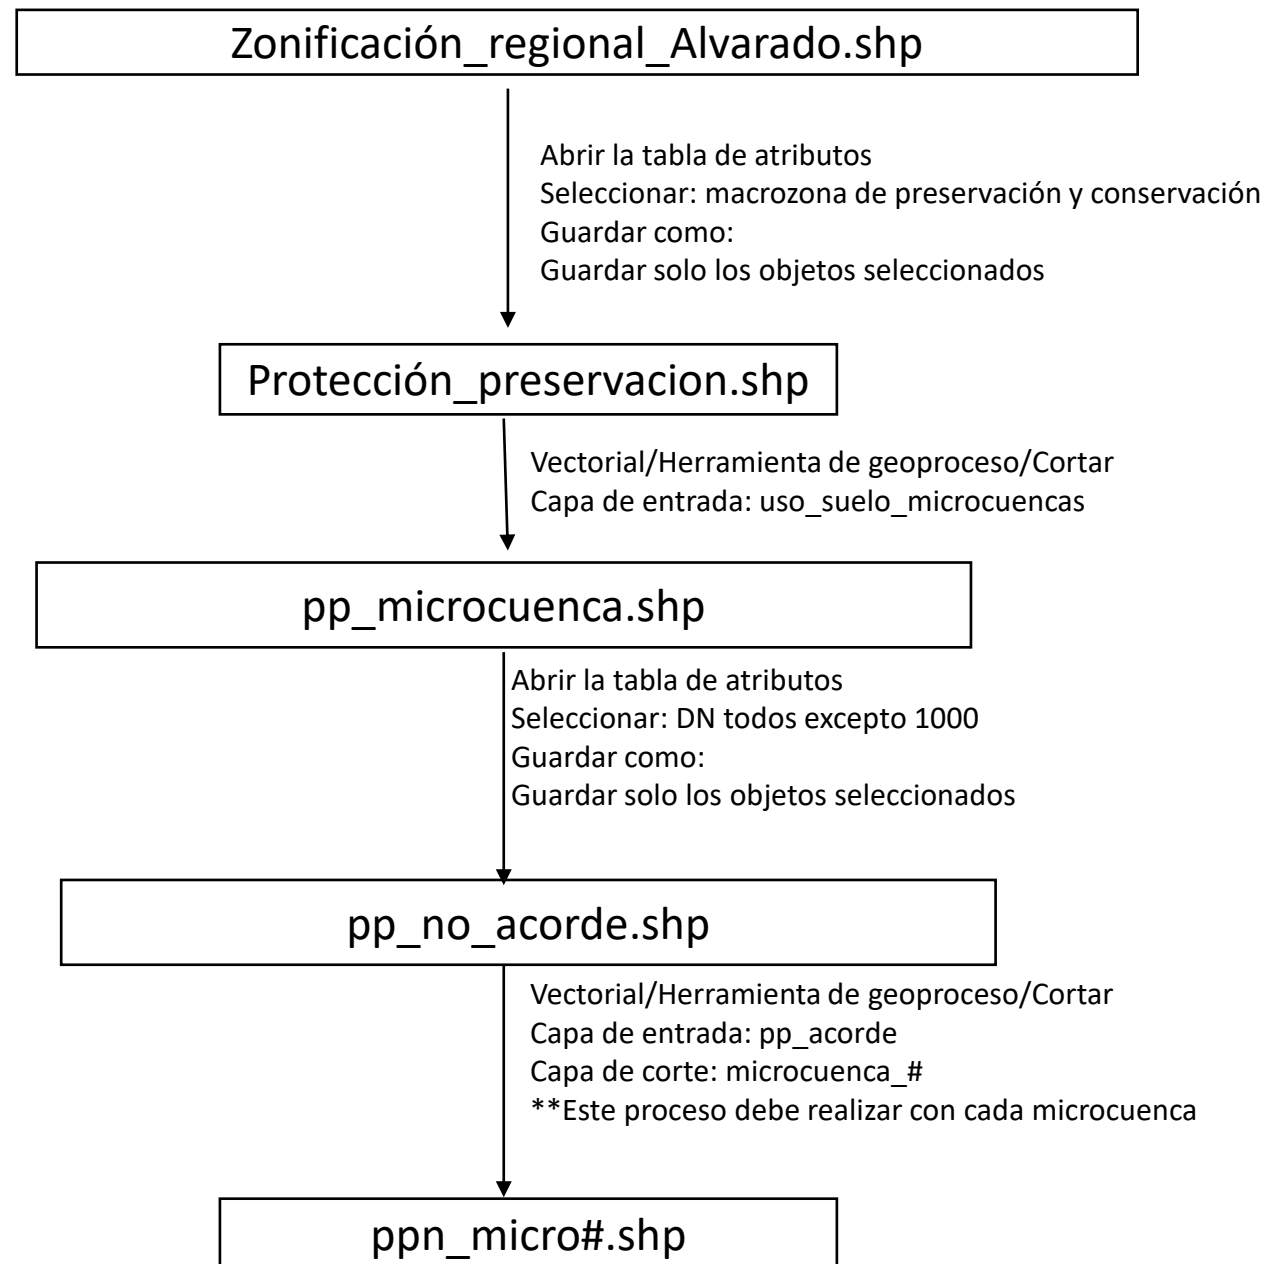 Zonificación_regional_Alvarado.shp
Abrir la tabla de atributos
Seleccionar: macrozona de preservación y conservación
Guardar como:
Guardar solo los objetos seleccionados
Protección_preservacion.shp
Vectorial/Herramienta de geoproceso/Cortar
Capa de entrada: uso_suelo_microcuencas
pp_microcuenca.shp
Abrir la tabla de atributos
Seleccionar: DN todos excepto 1000
Guardar como:
Guardar solo los objetos seleccionados
pp_no_acorde.shp
Vectorial/Herramienta de geoproceso/Cortar
Capa de entrada: pp_acorde
Capa de corte: microcuenca_#
**Este proceso debe realizar con cada microcuenca
ppn_micro#.shp